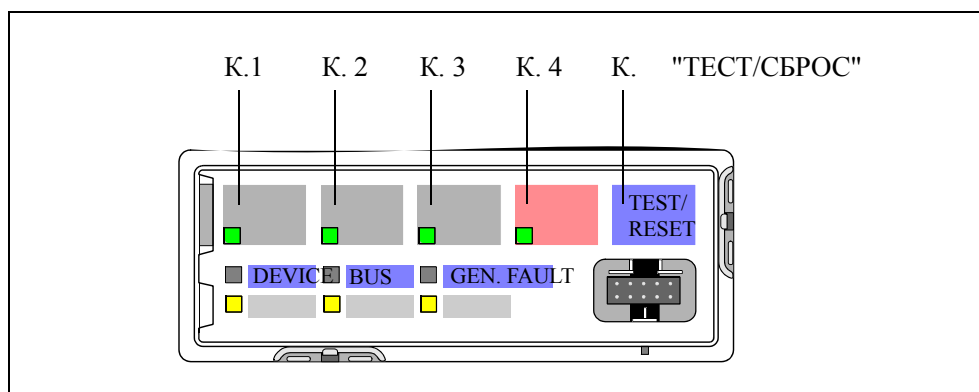 К.1 К. 2 К. 3 К. 4 К. "ТЕСТ/СБРОС"
TEST/
RESET
DEVICE BUS GEN. FAULT